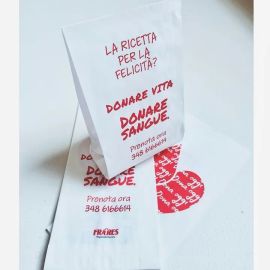 LA RICETTA
PER LA
FELICITÀ?
DONARE VITA
DONARE
SANGUE.
Prenota ora
348 6166614
DONARE
SANGUE.
Prenota ora
348 6166614
FRATRES